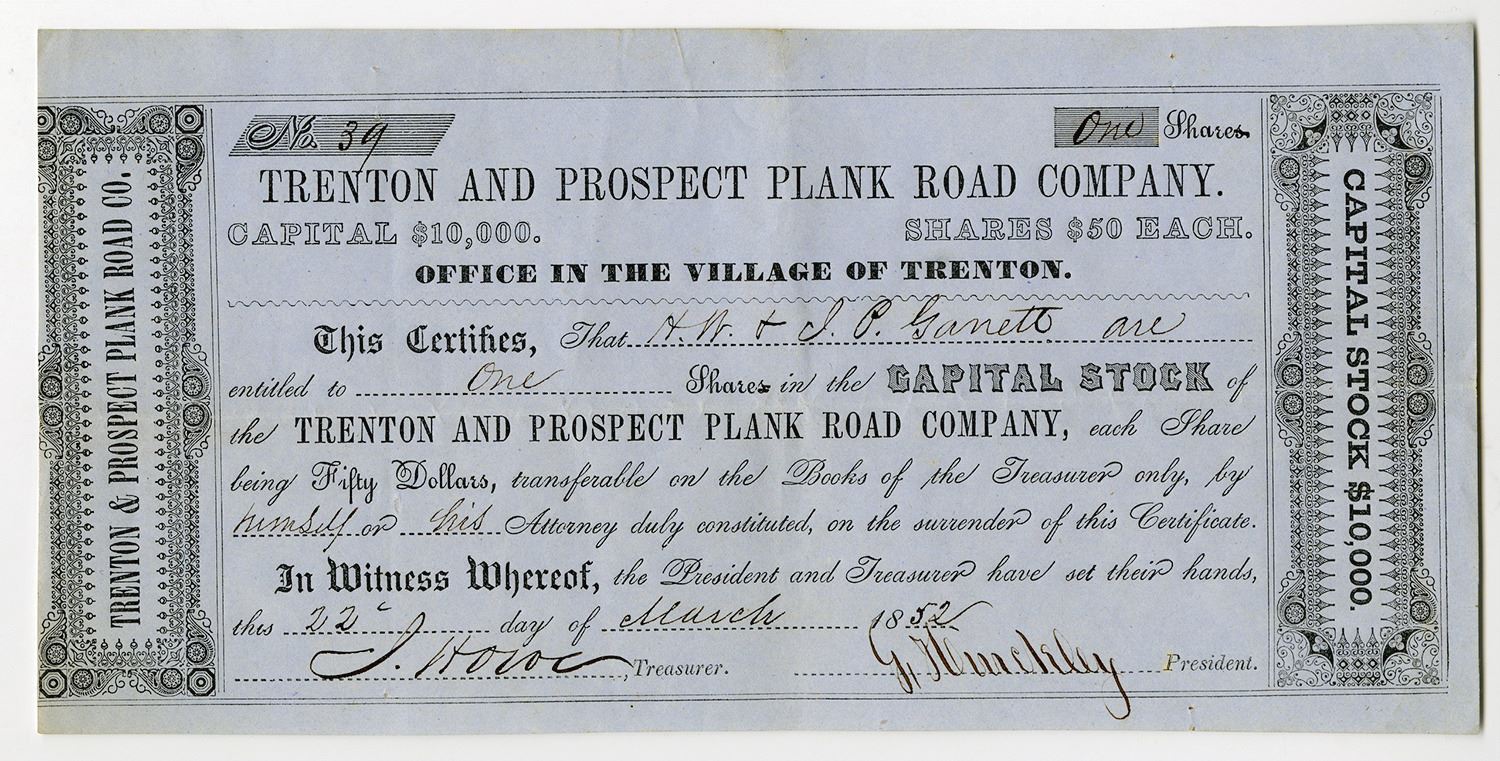 TRENTON & PROSPECT PLANK ROAD CO.
No. 39
One Shares
TRENTON AND PROSPECT PLANK ROAD COMPANY.
CAPITAL $10,000. SHARES $50 EACH.
OFFICE IN THE VILLAGE OF TRENTON.
This Certifies, That H. W. & J. P. Garrett are
entitled to One Shares in the CAPITAL STOCK of
the TRENTON AND PROSPECT PLANK ROAD COMPANY, each Share
being Fifty Dollars, transferable on the Books of the Treasurer only, by
himself or his Attorney duly constituted, on the surrender of this Certificate.
In Witness Whereof, the President and Treasurer have set their hands,
this 22 day of March 1852
J. Howe, Treasurer. G. Hinckley President.
CAPITAL STOCK $10,000.